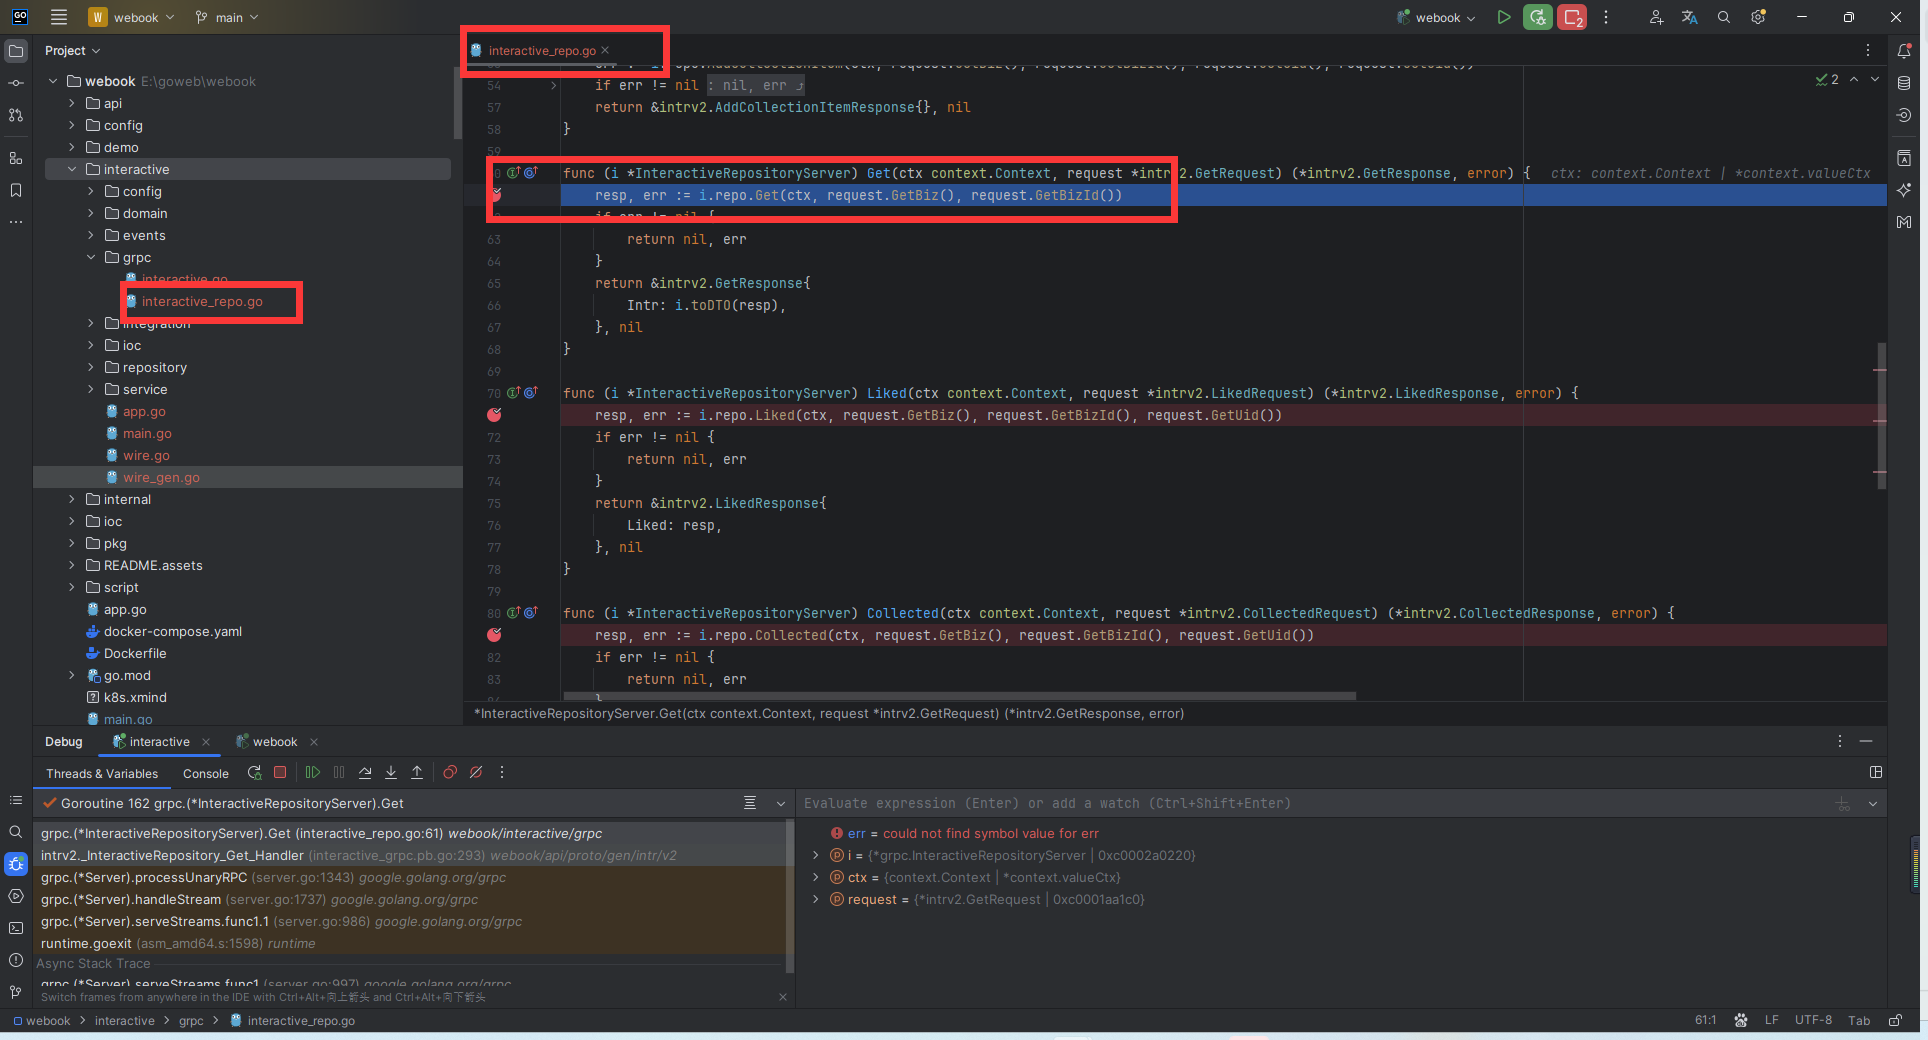 GO
W webook
main
webook
2
Project
interactive_repo.go
webook E:\goweb\webook
api
config
demo
interactive
config
domain
events
grpc
interactive.go
interactive_repo.go
integration
ioc
repository
service
app.go
main.go
wire.go
wire_gen.go
internal
ioc
pkg
README.assets
script
app.go
docker-compose.yaml
Dockerfile
go.mod
k8s.xmind
main.go
2
54 if err != nil : nil, err
57 return &intrv2.AddCollectionItemResponse{}, nil
58 }
59
func (i *InteractiveRepositoryServer) Get(ctx context.Context, request *intrv2.GetRequest) (*intrv2.GetResponse, error) { ctx: context.Context | *context.valueCtx
resp, err := i.repo.Get(ctx, request.GetBiz(), request.GetBizId())
if err != nil {
63 return nil, err
64 }
65 return &intrv2.GetResponse{
66 Intr: i.toDTO(resp),
67 }, nil
68 }
69
70 func (i *InteractiveRepositoryServer) Liked(ctx context.Context, request *intrv2.LikedRequest) (*intrv2.LikedResponse, error) {
resp, err := i.repo.Liked(ctx, request.GetBiz(), request.GetBizId(), request.GetUid())
72 if err != nil {
73 return nil, err
74 }
75 return &intrv2.LikedResponse{
76 Liked: resp,
77 }, nil
78 }
79
80 func (i *InteractiveRepositoryServer) Collected(ctx context.Context, request *intrv2.CollectedRequest) (*intrv2.CollectedResponse, error) {
resp, err := i.repo.Collected(ctx, request.GetBiz(), request.GetBizId(), request.GetUid())
82 if err != nil {
83 return nil, err
}
*InteractiveRepositoryServer.Get(ctx context.Context, request *intrv2.GetRequest) (*intrv2.GetResponse, error)
Debug interactive webook
Threads & Variables Console
Goroutine 162 grpc.(*InteractiveRepositoryServer).Get
grpc.(*InteractiveRepositoryServer).Get (interactive_repo.go:61) webook/interactive/grpc
intrv2._InteractiveRepository_Get_Handler (interactive_grpc.pb.go:293) webook/api/proto/gen/intr/v2
grpc.(*Server).processUnaryRPC (server.go:1343) google.golang.org/grpc
grpc.(*Server).handleStream (server.go:1737) google.golang.org/grpc
grpc.(*Server).serveStreams.func1.1 (server.go:986) google.golang.org/grpc
runtime.goexit (asm_amd64.s:1598) runtime
Async Stack Trace
grpc.(*Server).serveStreams.func1 (server.go:997) google.golang.org/grpc
Switch frames from anywhere in the IDE with Ctrl+Alt+向上箭头 and Ctrl+Alt+向下箭头
Evaluate expression (Enter) or add a watch (Ctrl+Shift+Enter)
err = could not find symbol value for err
i = {*grpc.InteractiveRepositoryServer | 0xc0002a0220}
ctx = {context.Context | *context.valueCtx}
request = {*intrv2.GetRequest | 0xc0001aa1c0}
webook > interactive > grpc > interactive_repo.go
61:1 LF UTF-8 Tab